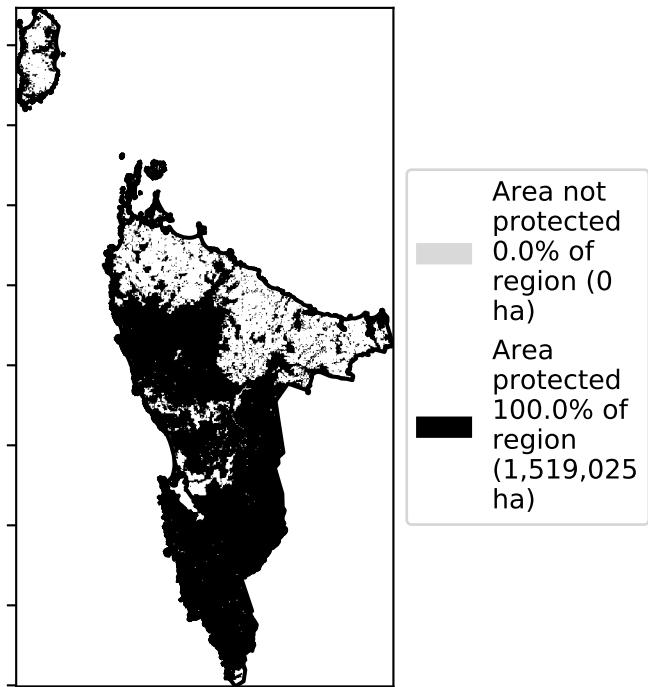 Area not
protected
0.0% of
region (0
ha)
Area
protected
100.0% of
region
(1,519,025
ha)